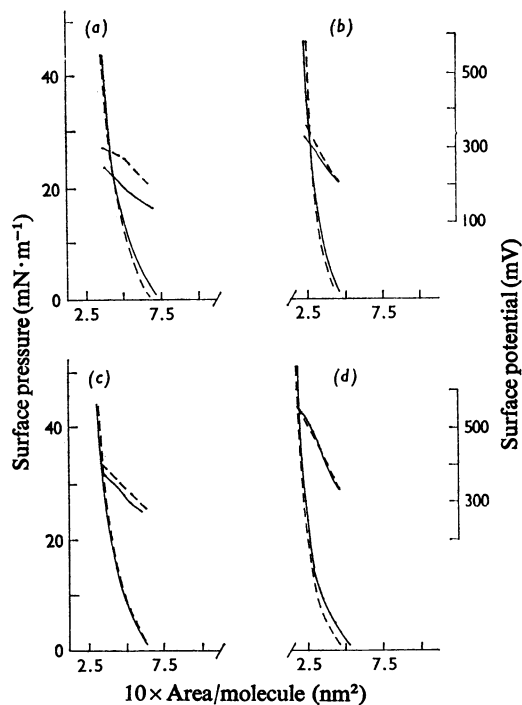 (a)
(b)
40
20
0
2.5 7.5
2.5 7.5
500
300
100
(c)
(d)
40
20
0
2.5 7.5
2.5 7.5
500
300
Surface pressure (mN·m⁻¹)
Surface potential (mV)
10 × Area/molecule (nm²)